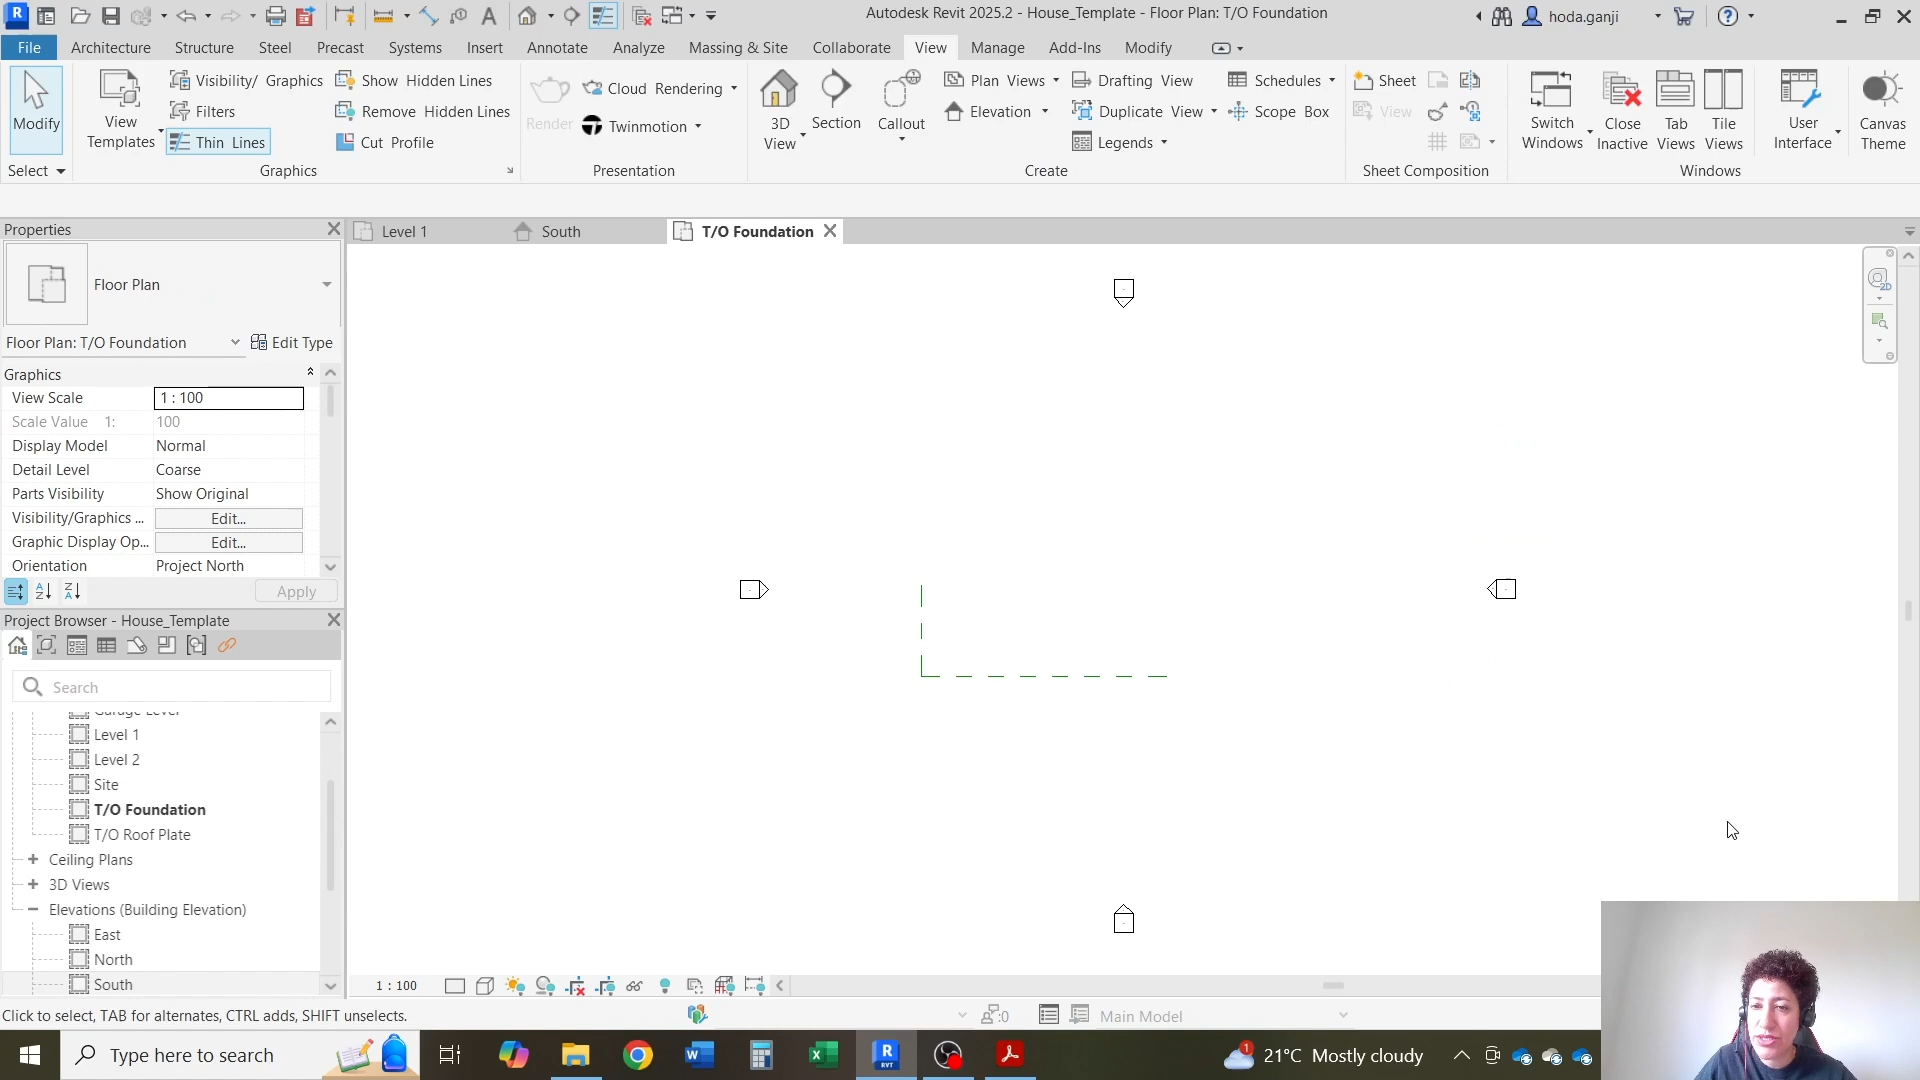 Autodesk Revit 2025.2 - House_Template - Floor Plan: T/O Foundation
hoda.ganji
File
Architecture
Structure
Steel
Precast
Systems
Insert
Annotate
Analyze
Massing & Site
Collaborate
View
Manage
Add-Ins
Modify
Modify
View
Templates
Visibility/ Graphics
Filters
Thin Lines
Show Hidden Lines
Remove Hidden Lines
Cut Profile
Render
Cloud Rendering
Twinmotion
3D
View
Section
Callout
Plan Views
Elevation
Drafting View
Duplicate View
Legends
Schedules
Scope Box
Sheet
View
Switch
Windows
Close
Inactive
Tab
Views
Tile
Views
User
Interface
Canvas
Theme
Select
Graphics
Presentation
Create
Sheet Composition
Windows
Properties
Level 1
South
T/O Foundation
Floor Plan
Floor Plan: T/O Foundation
Edit Type
Graphics
View Scale
1 : 100
Scale Value 1:
100
Display Model
Normal
Detail Level
Coarse
Parts Visibility
Show Original
Visibility/Graphics ...
Edit...
Graphic Display Op...
Edit...
Orientation
Project North
Apply
Project Browser - House_Template
Search
Garage Level
Level 1
Level 2
Site
T/O Foundation
T/O Roof Plate
Ceiling Plans
3D Views
Elevations (Building Elevation)
East
North
South
2D
1 : 100
Click to select, TAB for alternates, CTRL adds, SHIFT unselects.
:0
Main Model
Type here to search
1
21°C Mostly cloudy